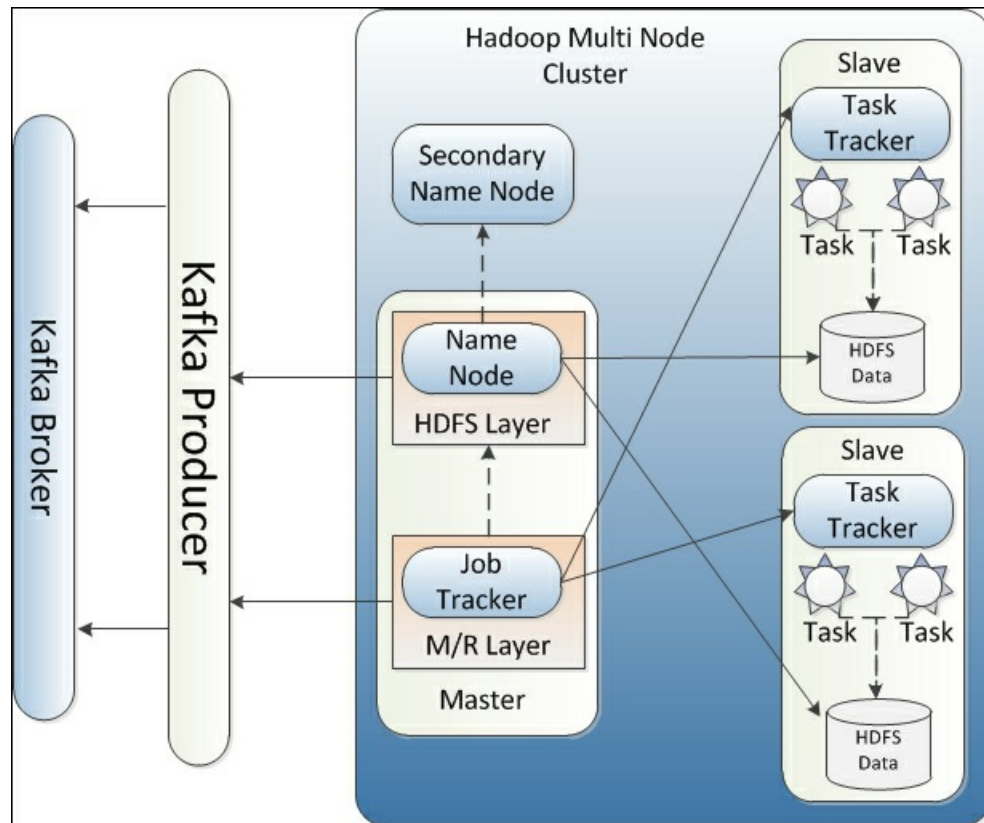 Hadoop Multi Node
Cluster
Kafka Broker
Kafka Producer
Secondary
Name Node
Name
Node
HDFS Layer
Job
Tracker
M/R Layer
Master
Slave
Task
Tracker
Task
Task
HDFS
Data
Slave
Task
Tracker
Task
Task
HDFS
Data